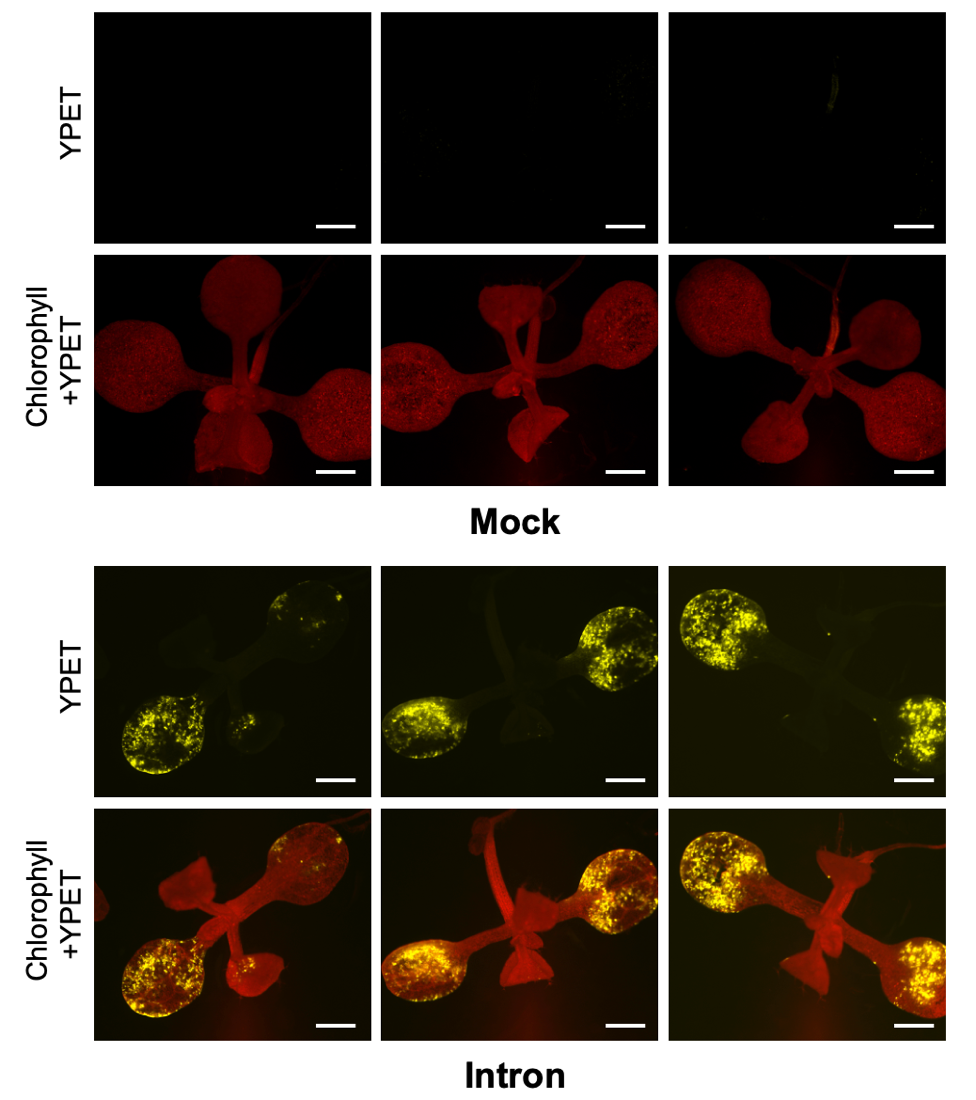 YPET
Chlorophyll
+YPET
Mock
YPET
Chlorophyll
+YPET
Intron